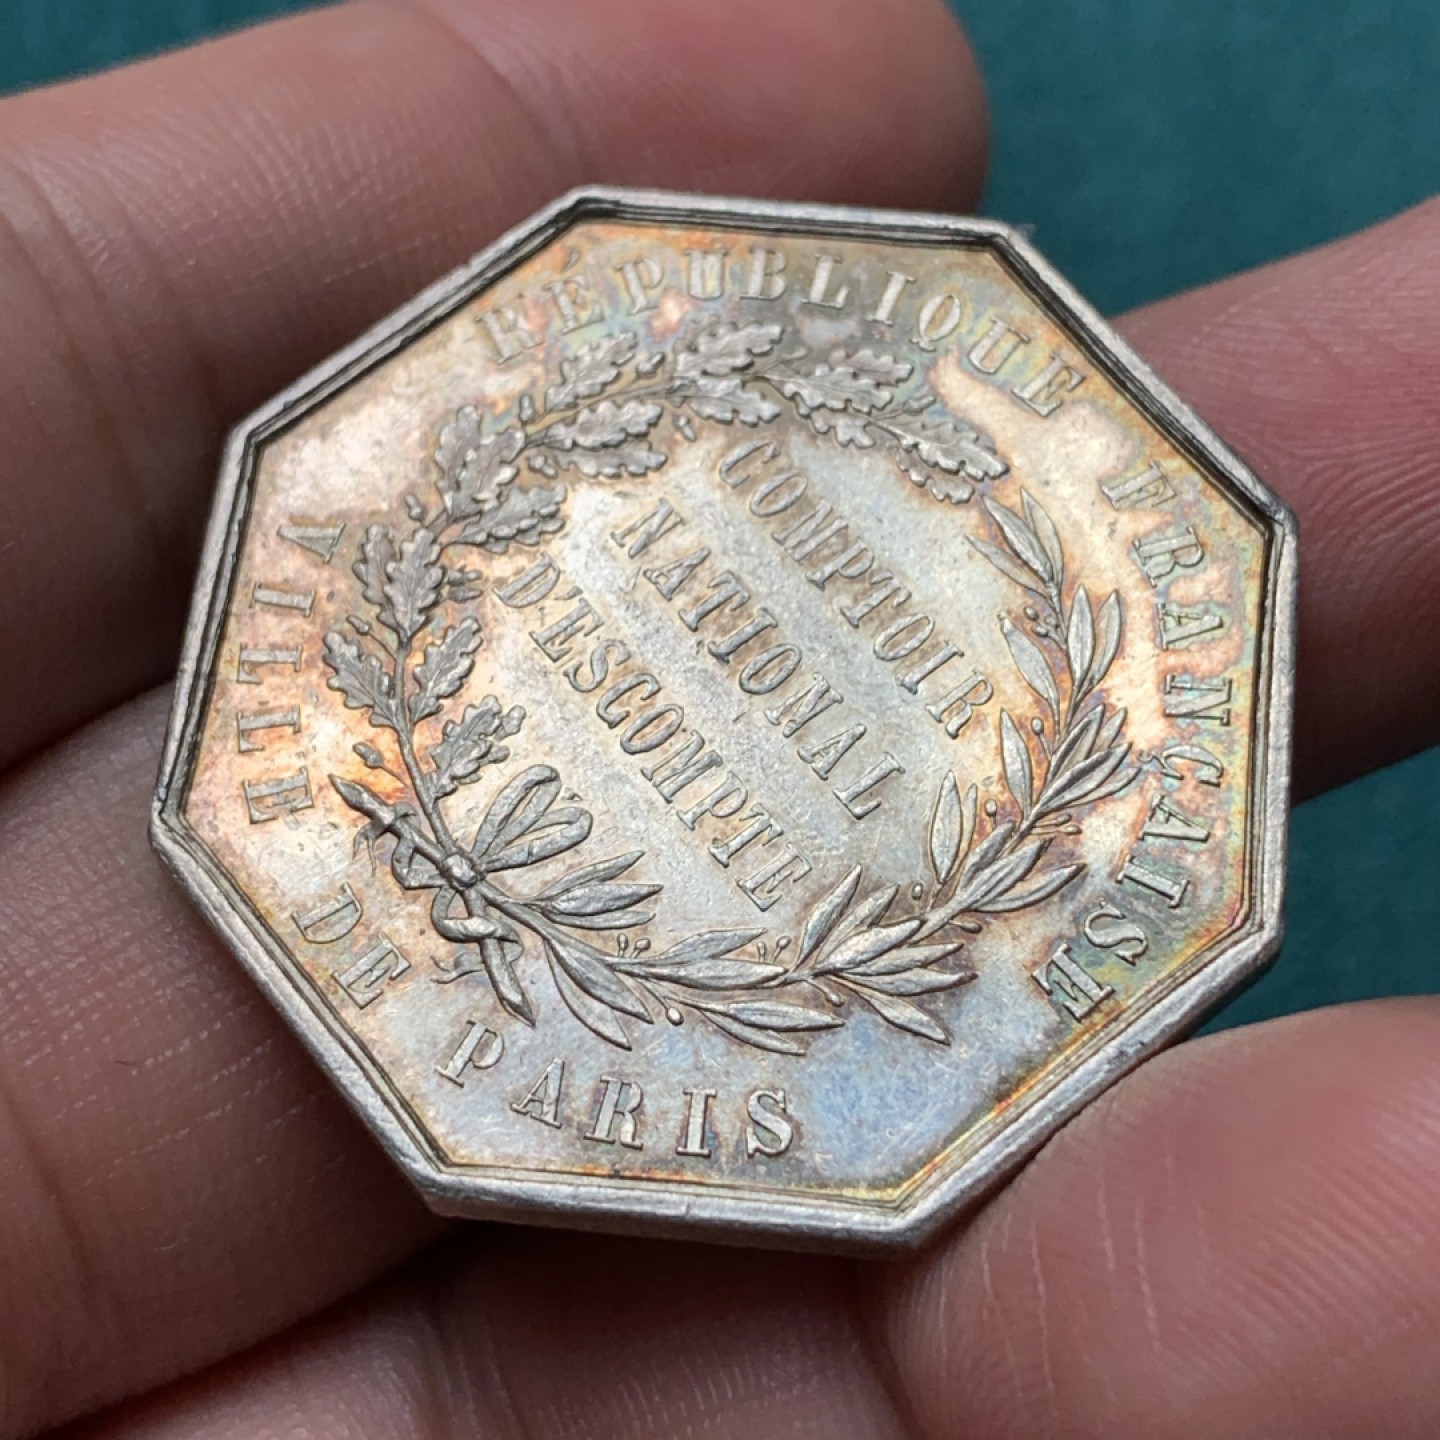 RÉPUBLIQUE FRANÇAISE
COMPTOIR
NATIONAL
D'ESCOMPTE
VILLE DE PARIS